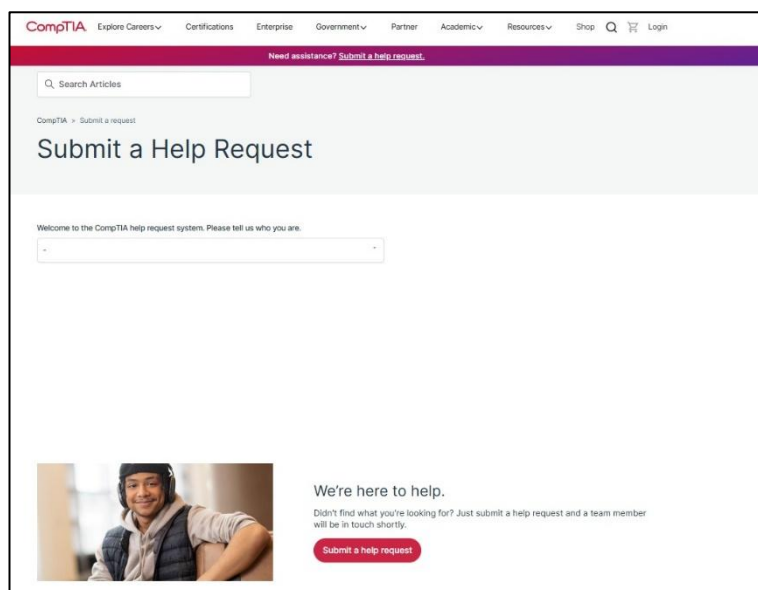 CompTIA. Explore Careers Certifications Enterprise Government Partner Academic Resources Shop Login
Need assistance? Submit a help request.
Search Articles
CompTIA > Submit a request
Submit a Help Request
Welcome to the CompTIA help request system. Please tell us who you are.
-
We're here to help.
Didn't find what you're looking for? Just submit a help request and a team member
will be in touch shortly.
Submit a help request